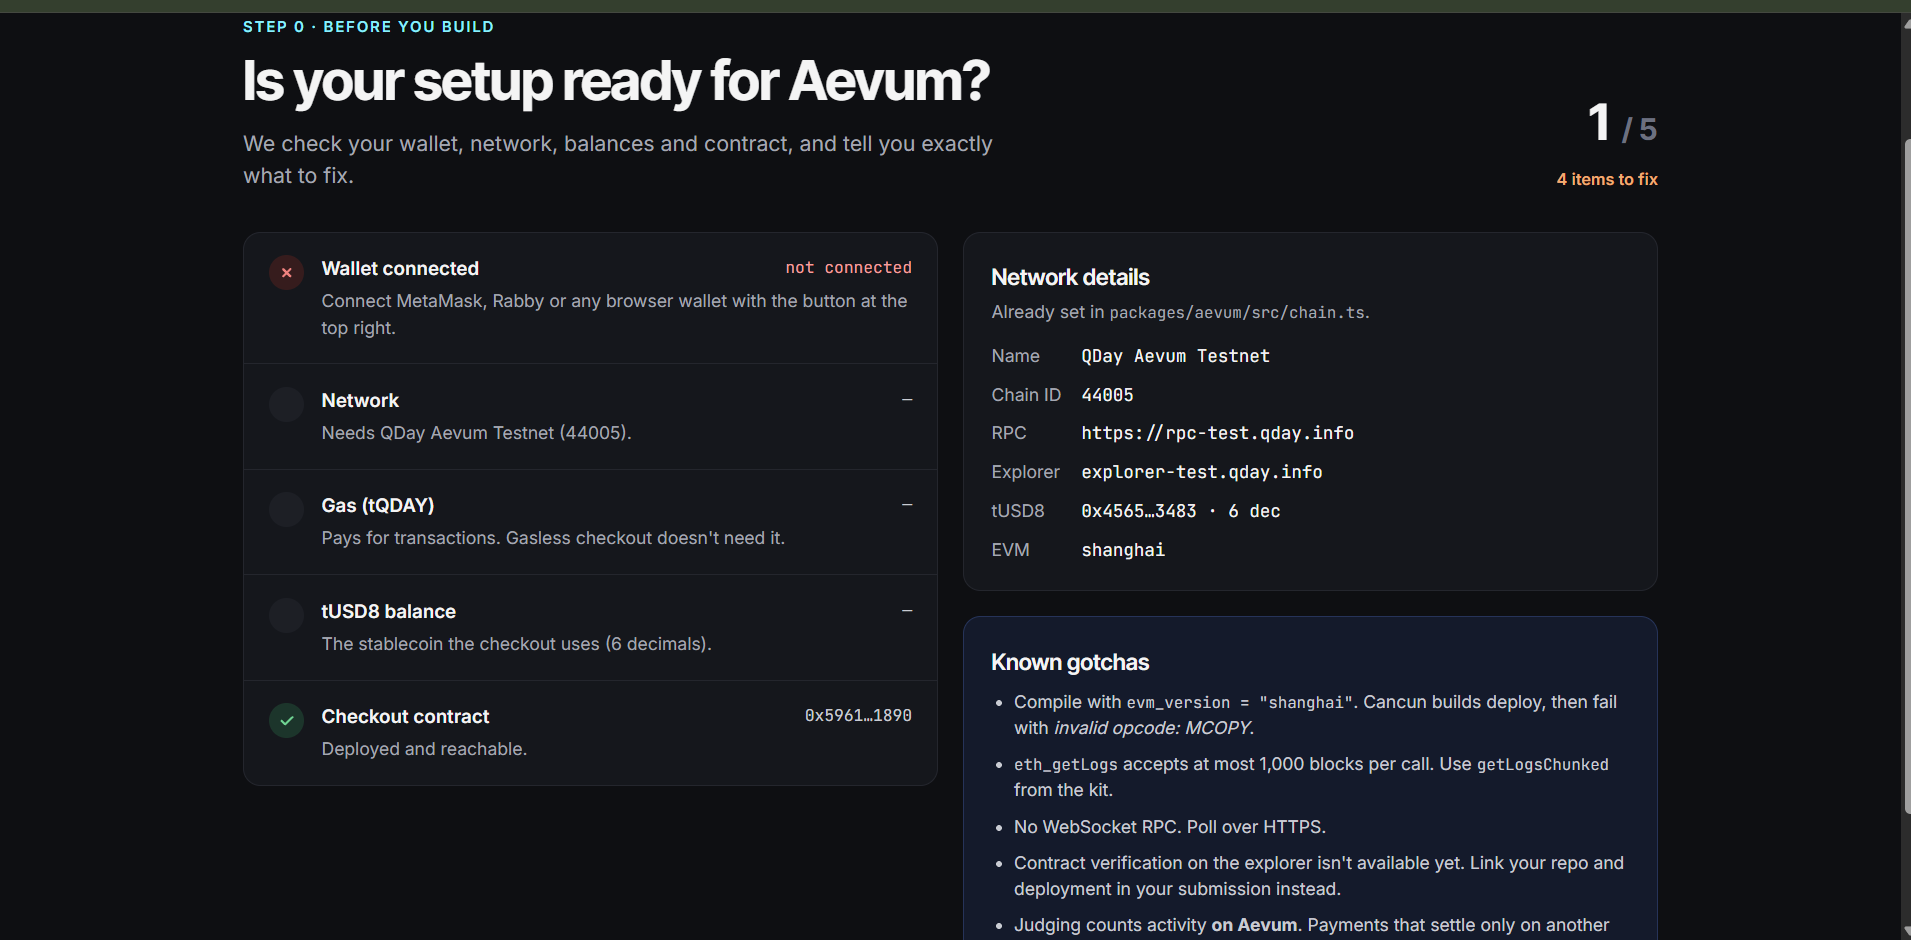 STEP 0 · BEFORE YOU BUILD
Is your setup ready for Aevum?
We check your wallet, network, balances and contract, and tell you exactly
what to fix.
1 / 5
4 items to fix
Wallet connected
not connected
Connect MetaMask, Rabby or any browser wallet with the button at the
top right.
Network
—
Needs QDay Aevum Testnet (44005).
Gas (tQDAY)
—
Pays for transactions. Gasless checkout doesn't need it.
tUSD8 balance
—
The stablecoin the checkout uses (6 decimals).
Checkout contract
0x5961…1890
Deployed and reachable.
Network details
Already set in packages/aevum/src/chain.ts.
Name QDay Aevum Testnet
Chain ID 44005
RPC https://rpc-test.qday.info
Explorer explorer-test.qday.info
tUSD8 0x4565…3483 · 6 dec
EVM shanghai
Known gotchas
• Compile with evm_version = "shanghai". Cancun builds deploy, then fail
with invalid opcode: MCOPY.
• eth_getLogs accepts at most 1,000 blocks per call. Use getLogsChunked
from the kit.
• No WebSocket RPC. Poll over HTTPS.
• Contract verification on the explorer isn't available yet. Link your repo and
deployment in your submission instead.
• Judging counts activity on Aevum. Payments that settle only on another